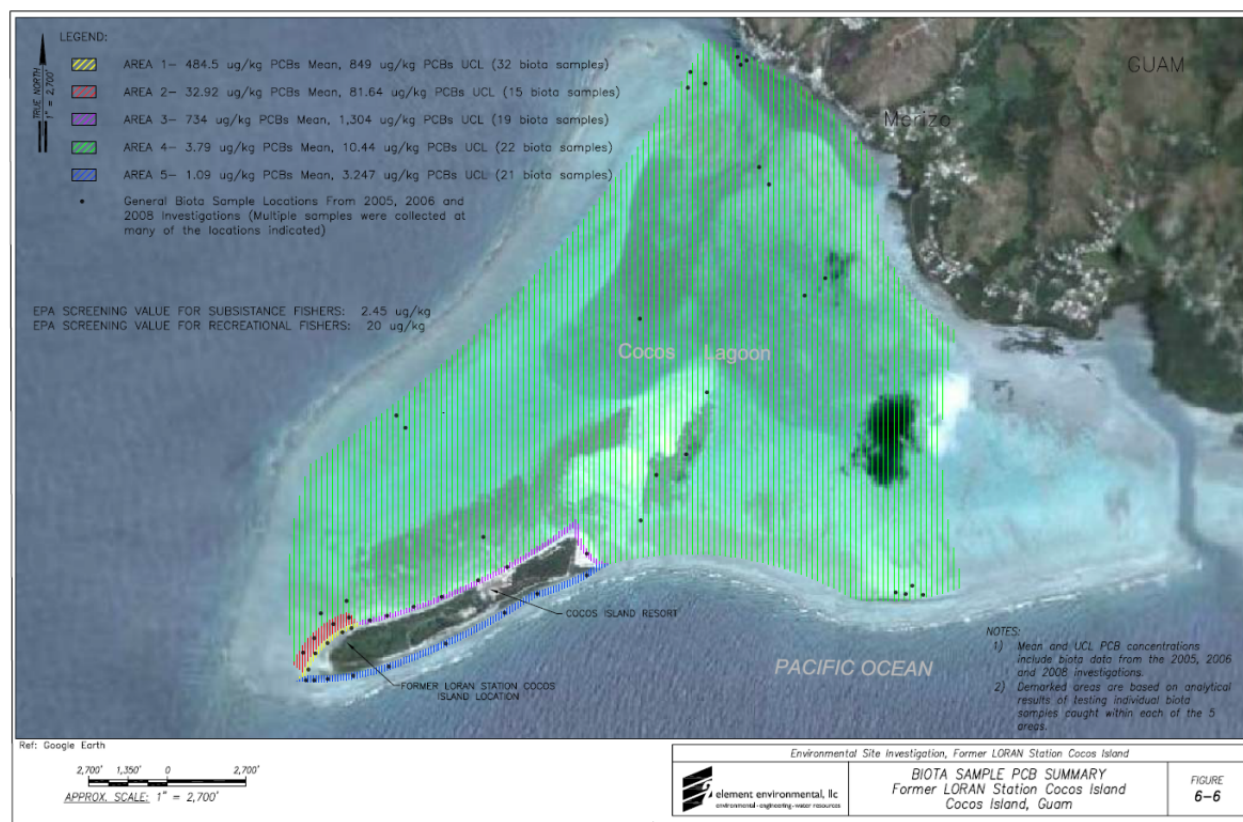 LEGEND:
TRUE NORTH
1" = 2,700'
AREA 1– 484.5 ug/kg PCBs Mean, 849 ug/kg PCBs UCL (32 biota samples)
AREA 2– 32.92 ug/kg PCBs Mean, 81.64 ug/kg PCBs UCL (15 biota samples)
AREA 3– 734 ug/kg PCBs Mean, 1,304 ug/kg PCBs UCL (19 biota samples)
AREA 4– 3.79 ug/kg PCBs Mean, 10.44 ug/kg PCBs UCL (22 biota samples)
AREA 5– 1.09 ug/kg PCBs Mean, 3.247 ug/kg PCBs UCL (21 biota samples)
General Biota Sample Locations From 2005, 2006 and
2008 Investigations (Multiple samples were collected at
many of the locations indicated)
EPA SCREENING VALUE FOR SUBSISTANCE FISHERS: 2.45 ug/kg
EPA SCREENING VALUE FOR RECREATIONAL FISHERS: 20 ug/kg
GUAM
Merizo
Cocos Lagoon
COCOS ISLAND RESORT
FORMER LORAN STATION COCOS
ISLAND LOCATION
PACIFIC OCEAN
NOTES:
1) Mean and UCL PCB concentrations
include biota data from the 2005, 2006
and 2008 investigations.
2) Demarked areas are based on analytical
results of testing individual biota
samples caught within each of the 5
areas.
Ref: Google Earth
2,700' 1,350' 0 2,700'
APPROX. SCALE: 1" = 2,700'
Environmental Site Investigation, Former LORAN Station Cocos Island
element environmental, llc
environmental-engineering-water resources
BIOTA SAMPLE PCB SUMMARY
Former LORAN Station Cocos Island
Cocos Island, Guam
FIGURE
6–6